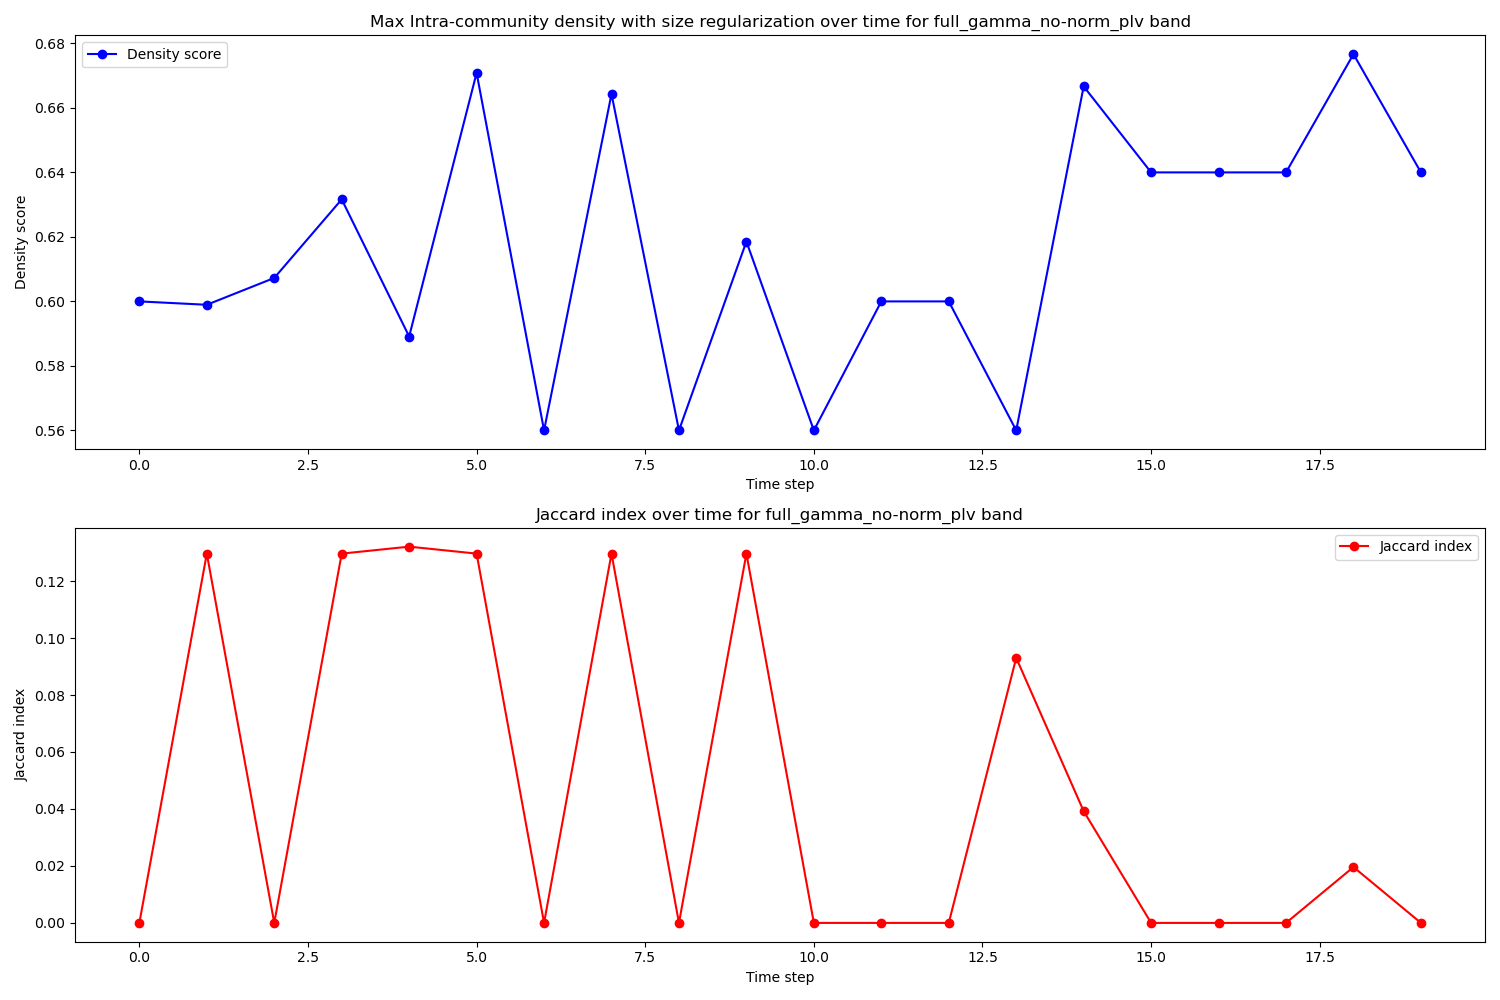 Max Intra-community density with size regularization over time for full_gamma_no-norm_plv band
Density score
0.68
0.66
0.64
0.62
0.60
0.58
0.56
Density score
0.0 2.5 5.0 7.5 10.0 12.5 15.0 17.5
Time step
Jaccard index over time for full_gamma_no-norm_plv band
Jaccard index
0.12
0.10
0.08
0.06
0.04
0.02
0.00
Jaccard index
0.0 2.5 5.0 7.5 10.0 12.5 15.0 17.5
Time step